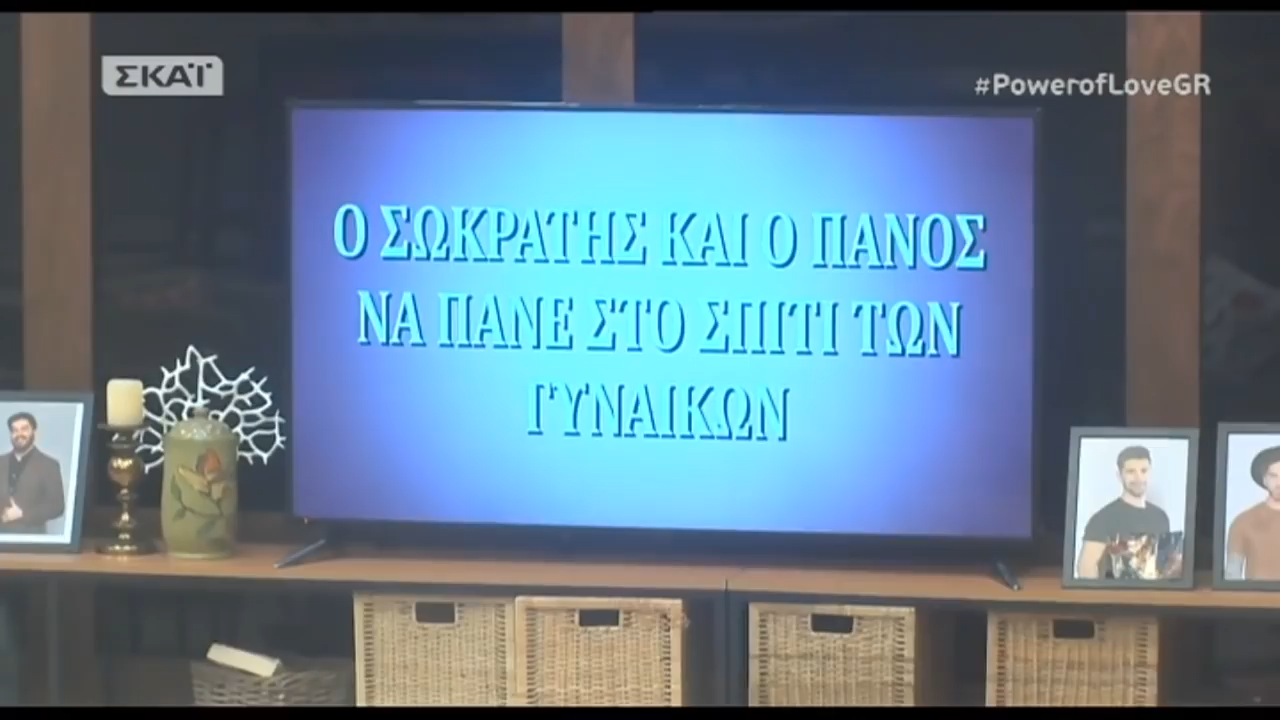 ΣΚΑΪ
#PowerofLoveGR
Ο ΣΩΚΡΑΤΗΣ ΚΑΙ Ο ΠΑΝΟΣ
ΝΑ ΠΑΝΕ ΣΤΟ ΣΠΙΤΙ ΤΩΝ
ΓΥΝΑΙΚΩΝ